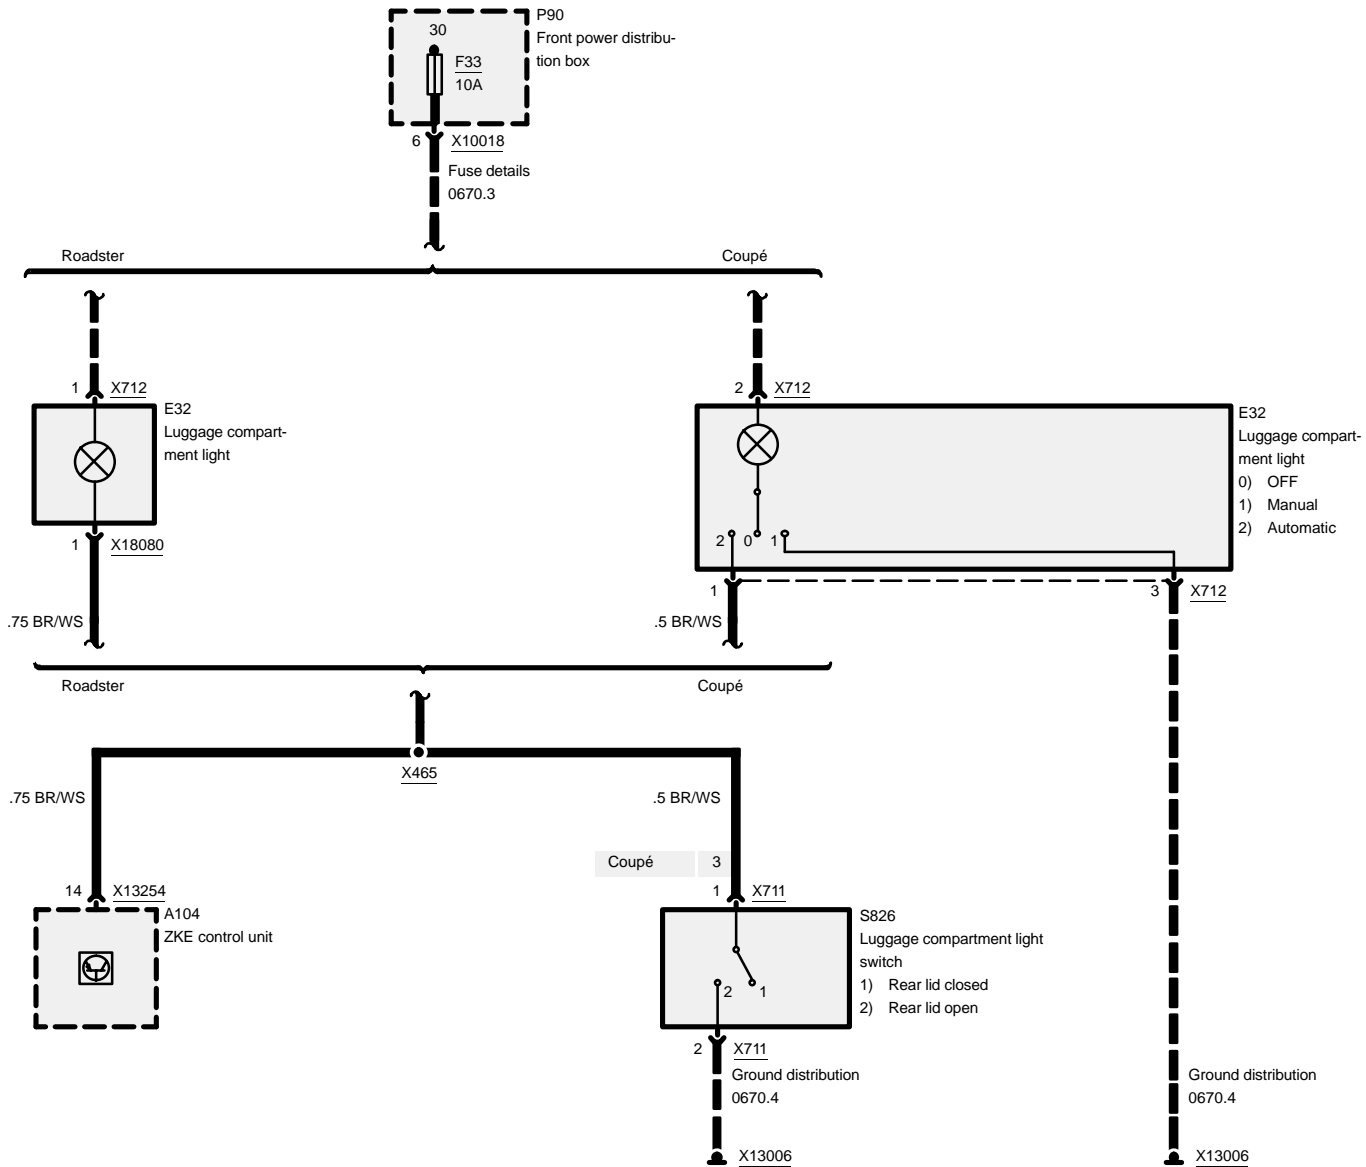 P90
30
Front power distribu-
tion box
F33
10A
6 X10018
Fuse details
0670.3
Roadster
Coupé
1 X712
2 X712
E32
Luggage compart-
ment light
E32
Luggage compart-
ment light
0) OFF
1) Manual
2) Automatic
2 0 1
1 X18080
1
3 X712
.75 BR/WS
.5 BR/WS
Roadster
Coupé
X465
.75 BR/WS
.5 BR/WS
Coupé 3
14 X13254
1 X711
A104
ZKE control unit
S826
Luggage compartment light
switch
1) Rear lid closed
2) Rear lid open
2 1
2 X711
Ground distribution
0670.4
Ground distribution
0670.4
X13006
X13006